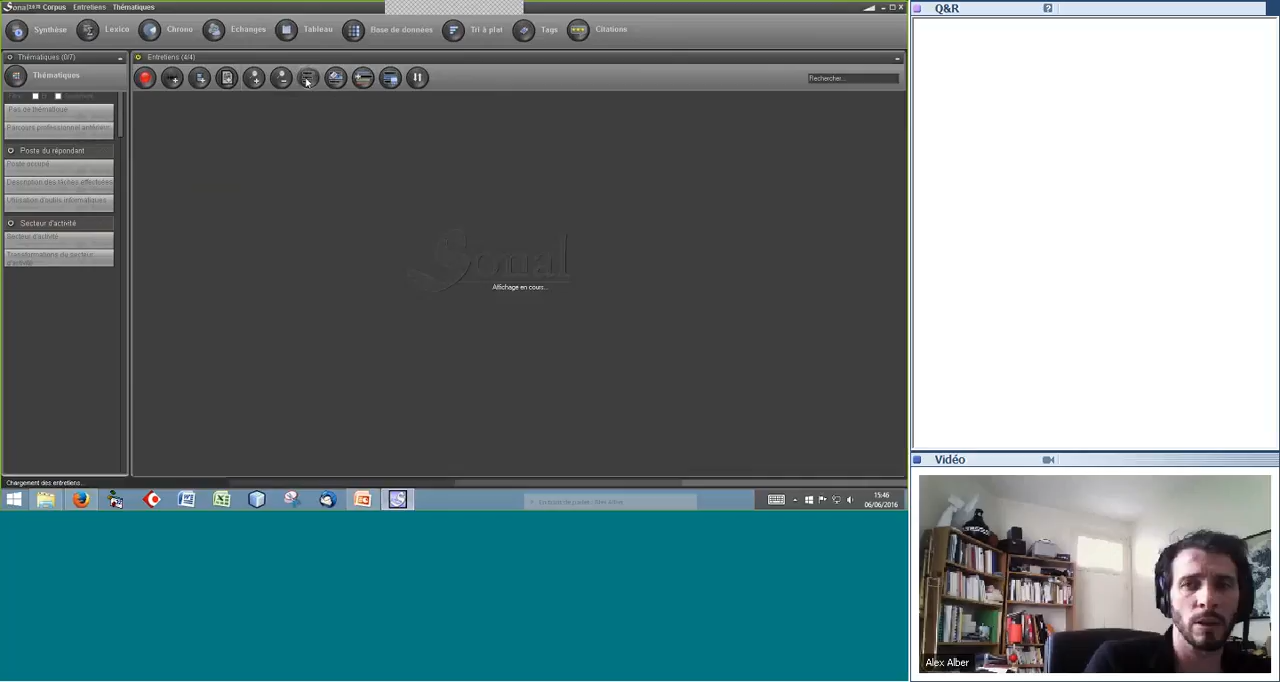 Sonal Corpus Entretiens Thématiques
Synthèse Lexico Chrono Echanges Tableau Base de données Tri à plat Tags Citations
Thématiques (0/7)
Entretiens (4/4)
Thématiques
Rechercher...
Pas de thématique
Parcours professionnel antérieur
Poste du répondant
Poste occupé
Description des tâches effectuées
Utilisation d'outils informatiques
Secteur d'activité
Secteur d'activité
Transformations du secteur
d'activité
Sonal
Affichage en cours...
Chargement des entretiens
15:46
06/06/2016
Q&R
?
Vidéo
Alex Alber